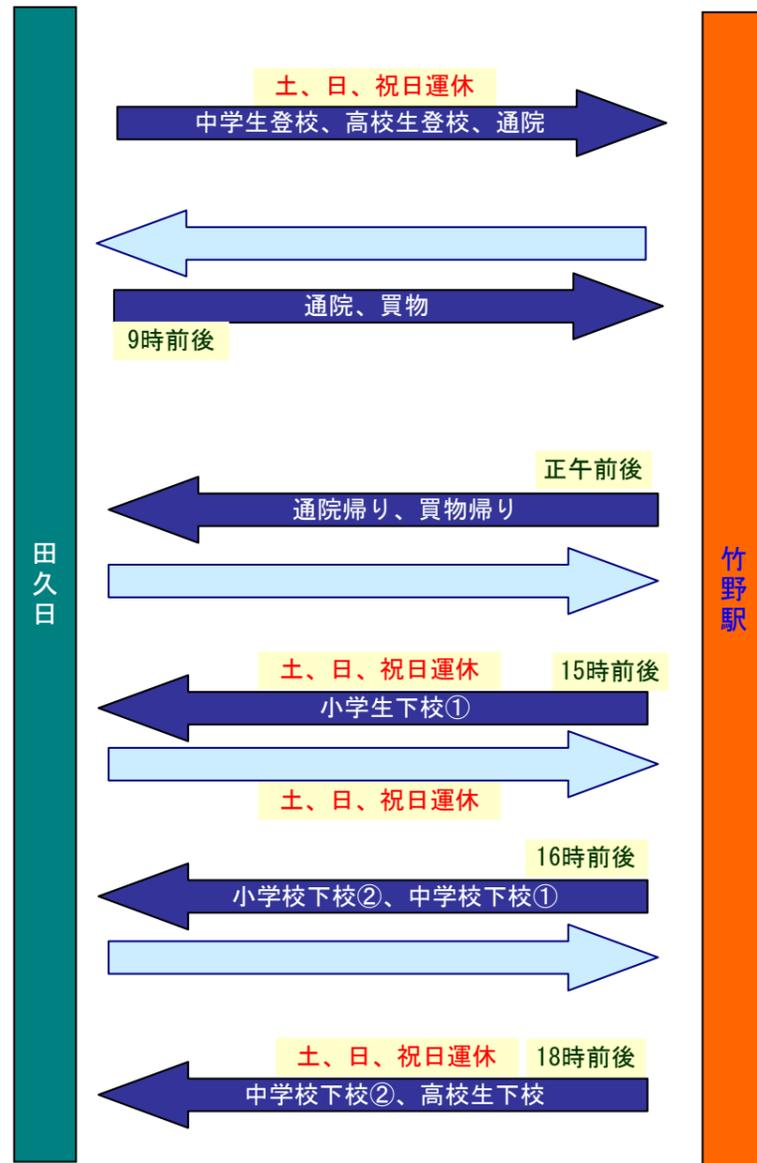 土、日、祝日運休
中学生登校、高校生登校、通院
通院、買物
9時前後
正午前後
通院帰り、買物帰り
田久日
竹野駅
土、日、祝日運休
15時前後
小学生下校①
土、日、祝日運休
16時前後
小学校下校②、中学校下校①
土、日、祝日運休
18時前後
中学校下校②、高校生下校